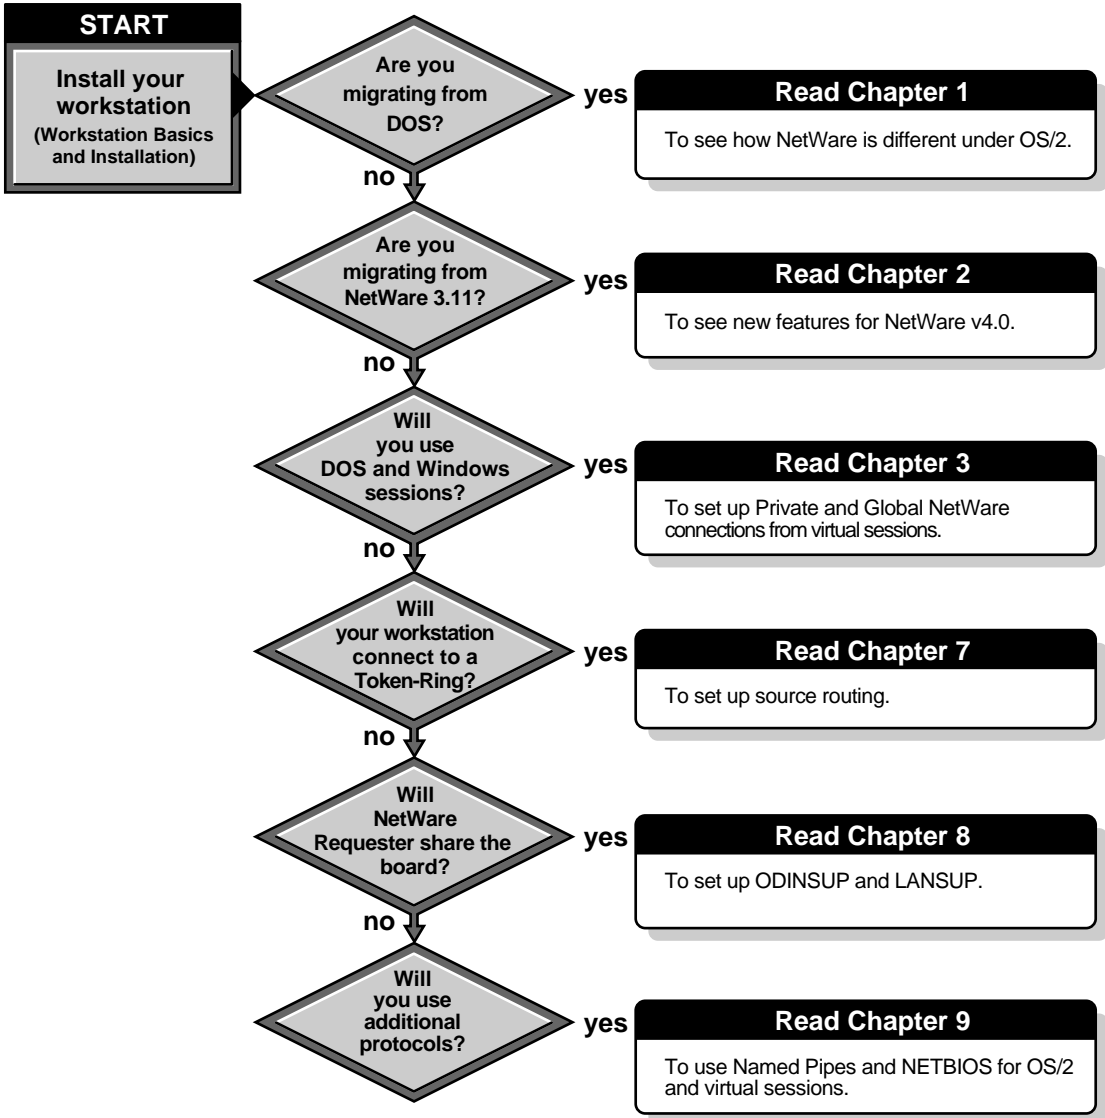 START
Install your
workstation
(Workstation Basics
and Installation)
Are you
migrating from
DOS?
yes
Read Chapter 1
To see how NetWare is different under OS/2.
no
Are you
migrating from
NetWare 3.11?
yes
Read Chapter 2
To see new features for NetWare v4.0.
no
Will
you use
DOS and Windows
sessions?
yes
Read Chapter 3
To set up Private and Global NetWare
connections from virtual sessions.
no
Will
your workstation
connect to a
Token-Ring?
yes
Read Chapter 7
To set up source routing.
no
Will
NetWare
Requester share the
board?
yes
Read Chapter 8
To set up ODINSUP and LANSUP.
no
Will
you use
additional
protocols?
yes
Read Chapter 9
To use Named Pipes and NETBIOS for OS/2
and virtual sessions.